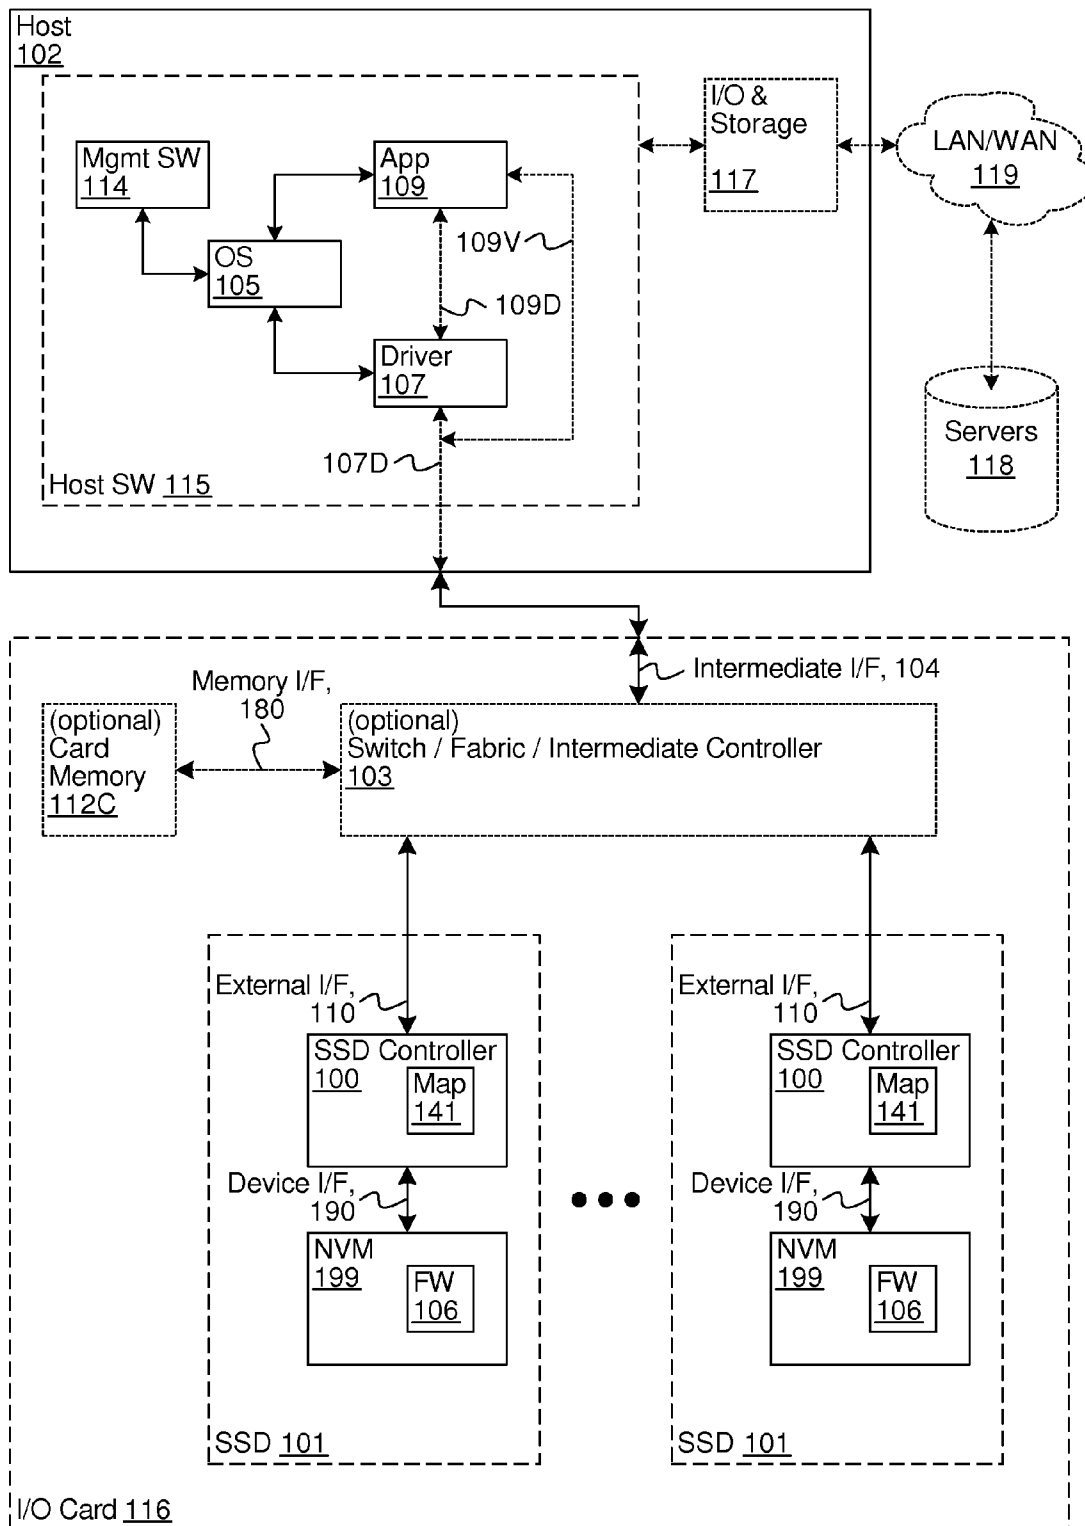 Host
102
Mgmt SW
114
App
109
OS
105
109V
109D
Driver
107
107D
Host SW 115
I/O &
Storage
117
LAN/WAN
119
Servers
118
Intermediate I/F, 104
Memory I/F,
180
(optional)
Card
Memory
112C
(optional)
Switch / Fabric / Intermediate Controller
103
External I/F,
110
SSD Controller
100
Map
141
Device I/F,
190
NVM
199
FW
106
SSD 101
External I/F,
110
SSD Controller
100
Map
141
Device I/F,
190
NVM
199
FW
106
SSD 101
I/O Card 116